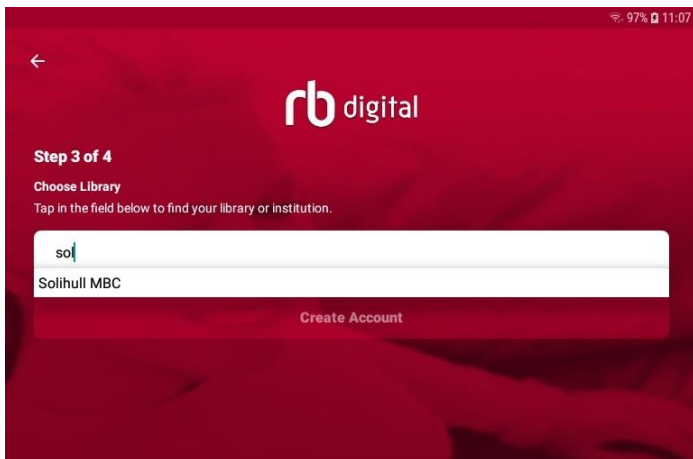 97% 11:07
rb digital
Step 3 of 4
Choose Library
Tap in the field below to find your library or institution.
sol
Solihull MBC
Create Account